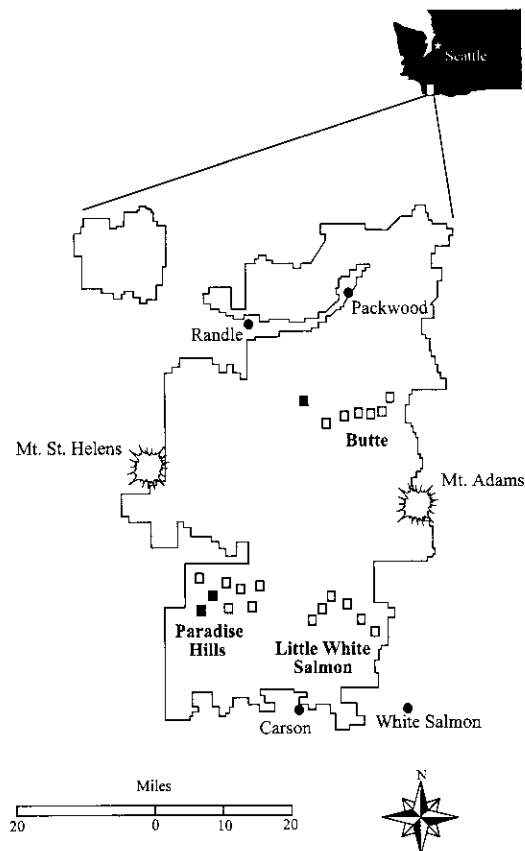 Seattle
Packwood
Randle
Butte
Mt. St. Helens
Mt. Adams
Paradise
Hills
Little White
Salmon
Carson
White Salmon
Miles
N
20
0
10
20